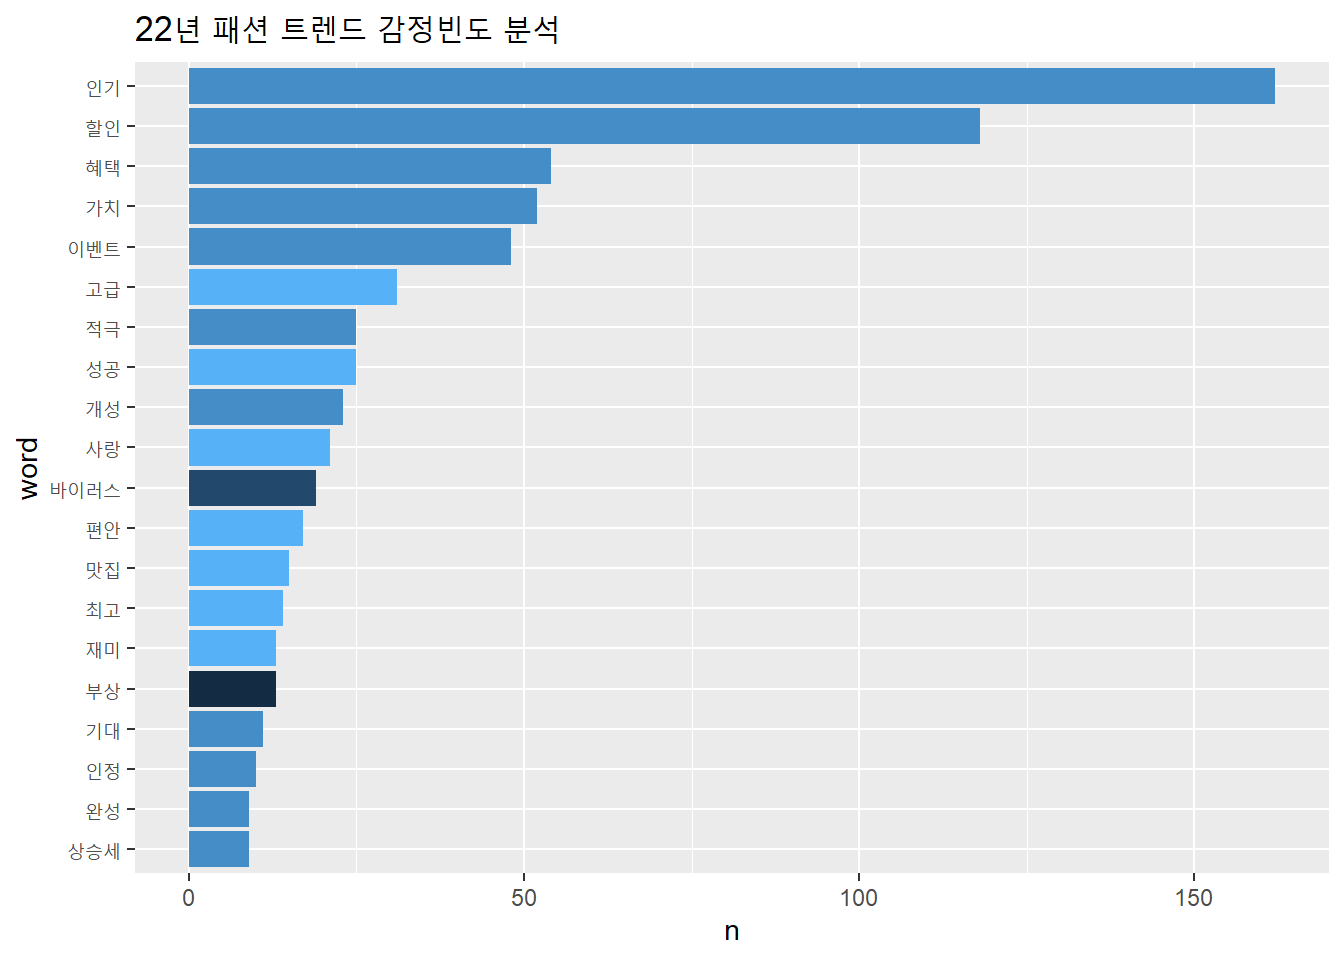 22년 패션 트렌드 감정빈도 분석
인기
할인
혜택
가치
이벤트
고급
적극
성공
개성
사랑
바이러스
편안
맛집
최고
재미
부상
기대
인정
완성
상승세
word
0 50 100 150
n